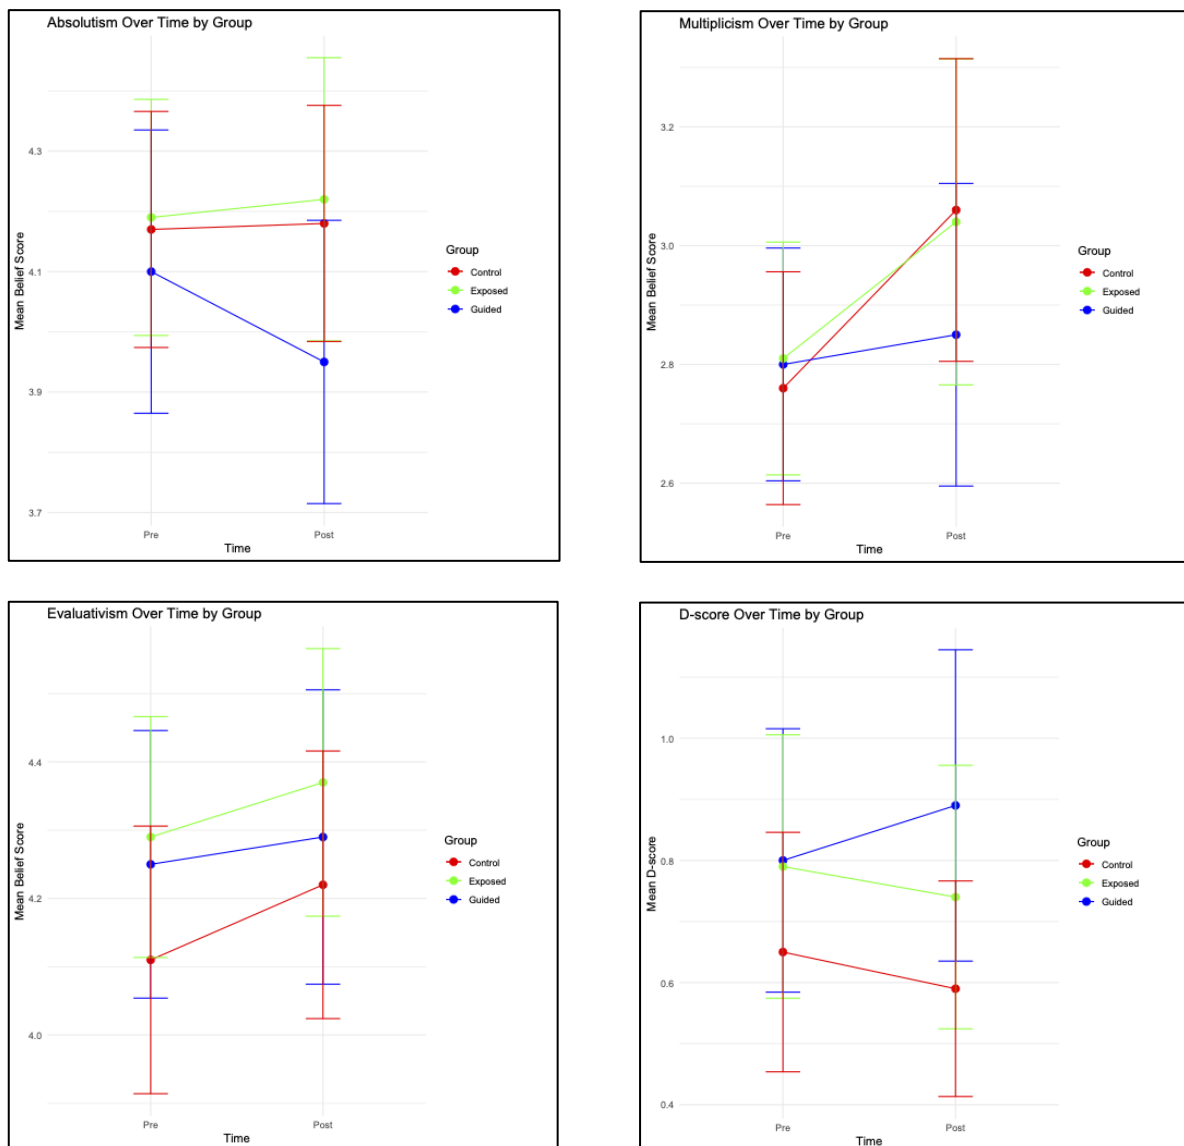 Absolutism Over Time by Group
Mean Belief Score
4.3
4.1
3.9
3.7
Pre
Post
Time
Group
Control
Exposed
Guided
Multiplicism Over Time by Group
Mean Belief Score
3.2
3.0
2.8
2.6
Pre
Post
Time
Group
Control
Exposed
Guided
Evaluativism Over Time by Group
Mean Belief Score
4.4
4.2
4.0
Pre
Post
Time
Group
Control
Exposed
Guided
D-score Over Time by Group
Mean D-score
1.0
0.8
0.6
0.4
Pre
Post
Time
Group
Control
Exposed
Guided